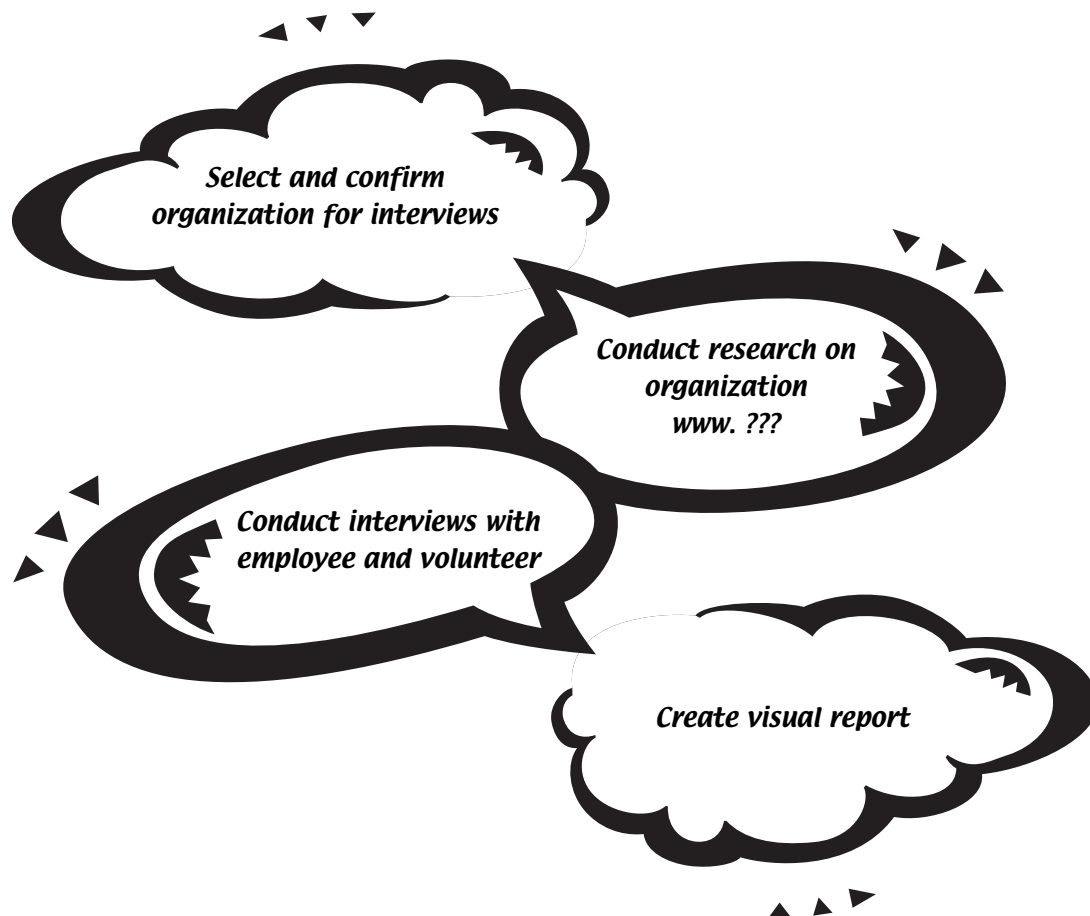 Select and confirm
organization for interviews
Conduct research on
organization
www. ???
Conduct interviews with
employee and volunteer
Create visual report